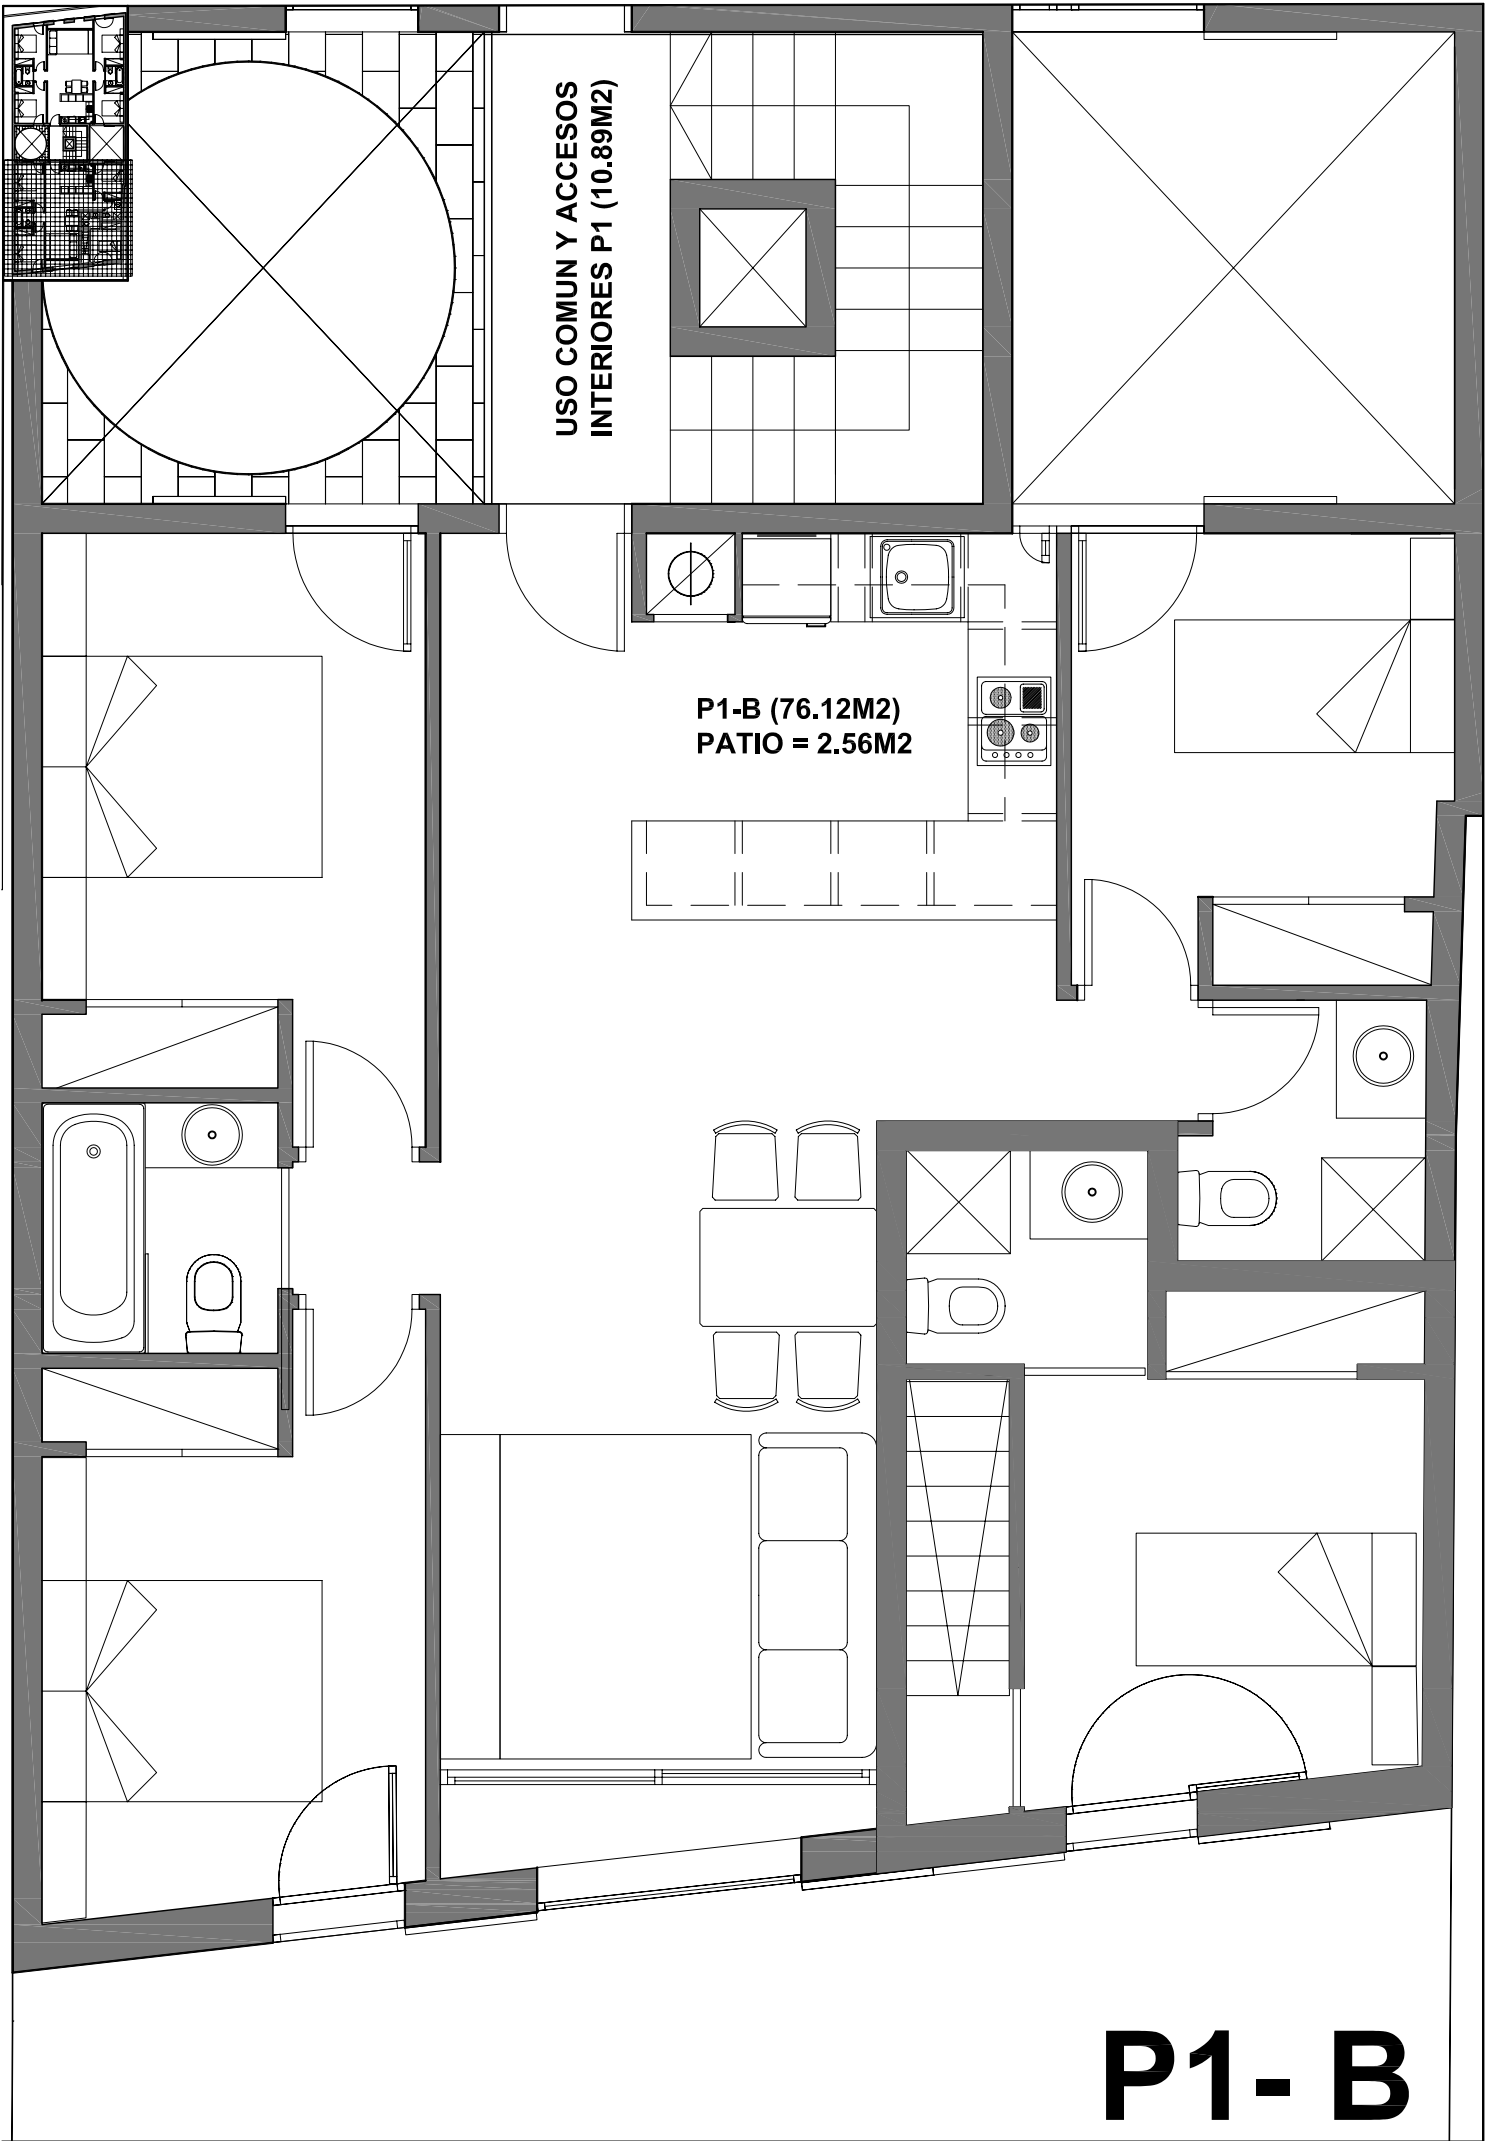 USO COMUN Y ACCESOS
INTERIORES P1 (10.89M2)
P1-B (76.12M2)
PATIO = 2.56M2
P1- B